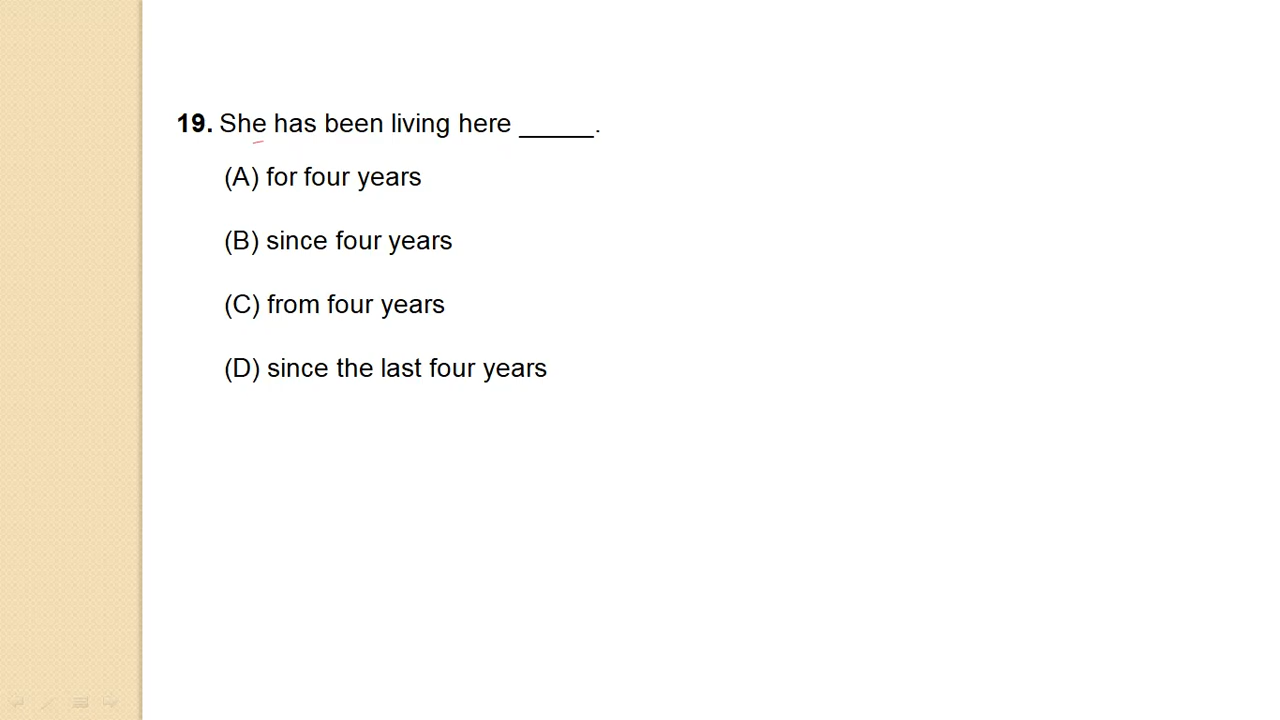 19. She has been living here _____.
(A) for four years
(B) since four years
(C) from four years
(D) since the last four years